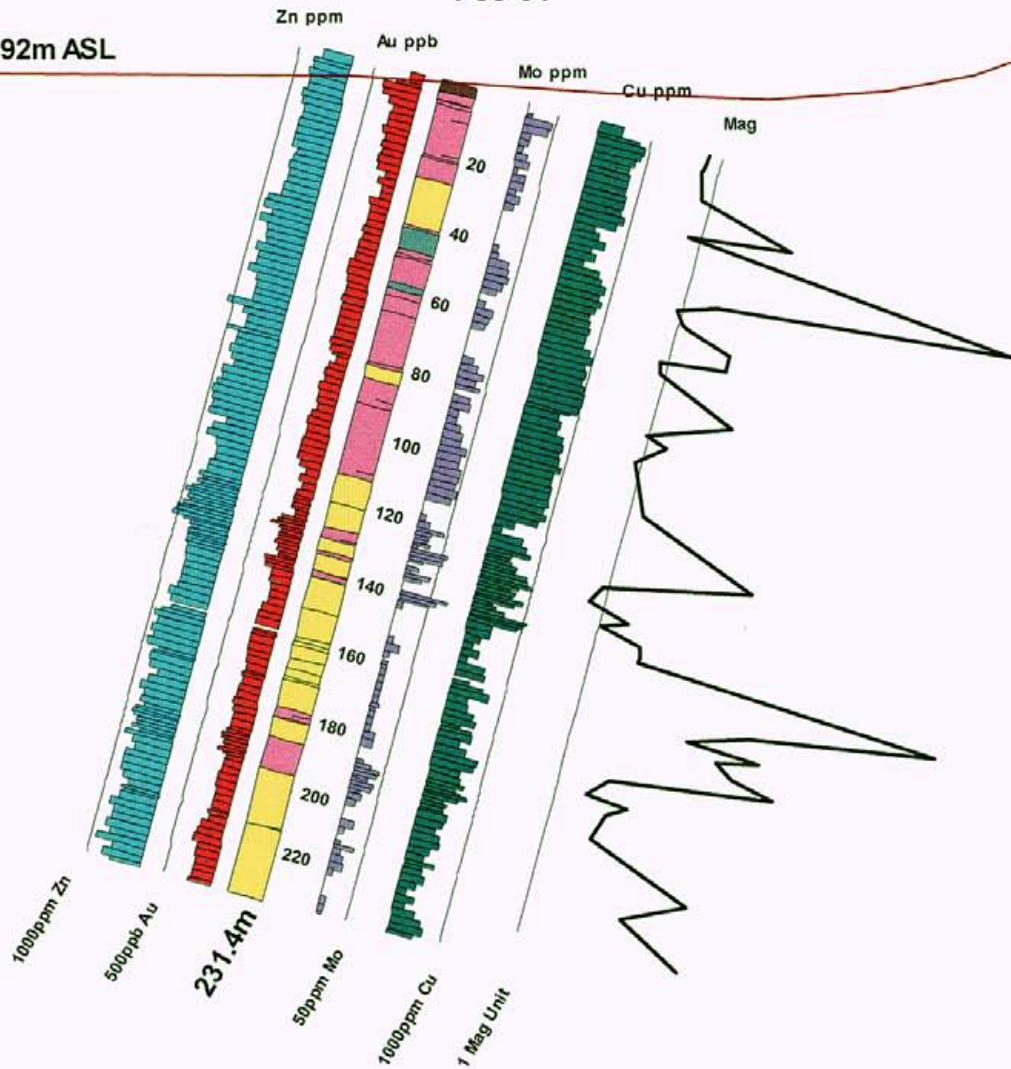 Zn ppm
Au ppb
92m ASL
Mo ppm
Cu ppm
Mag
20
40
60
80
100
120
140
160
180
200
220
231.4m
1000ppm Zn
500ppb Au
50ppm Mo
1000ppm Cu
1 Mag Unit